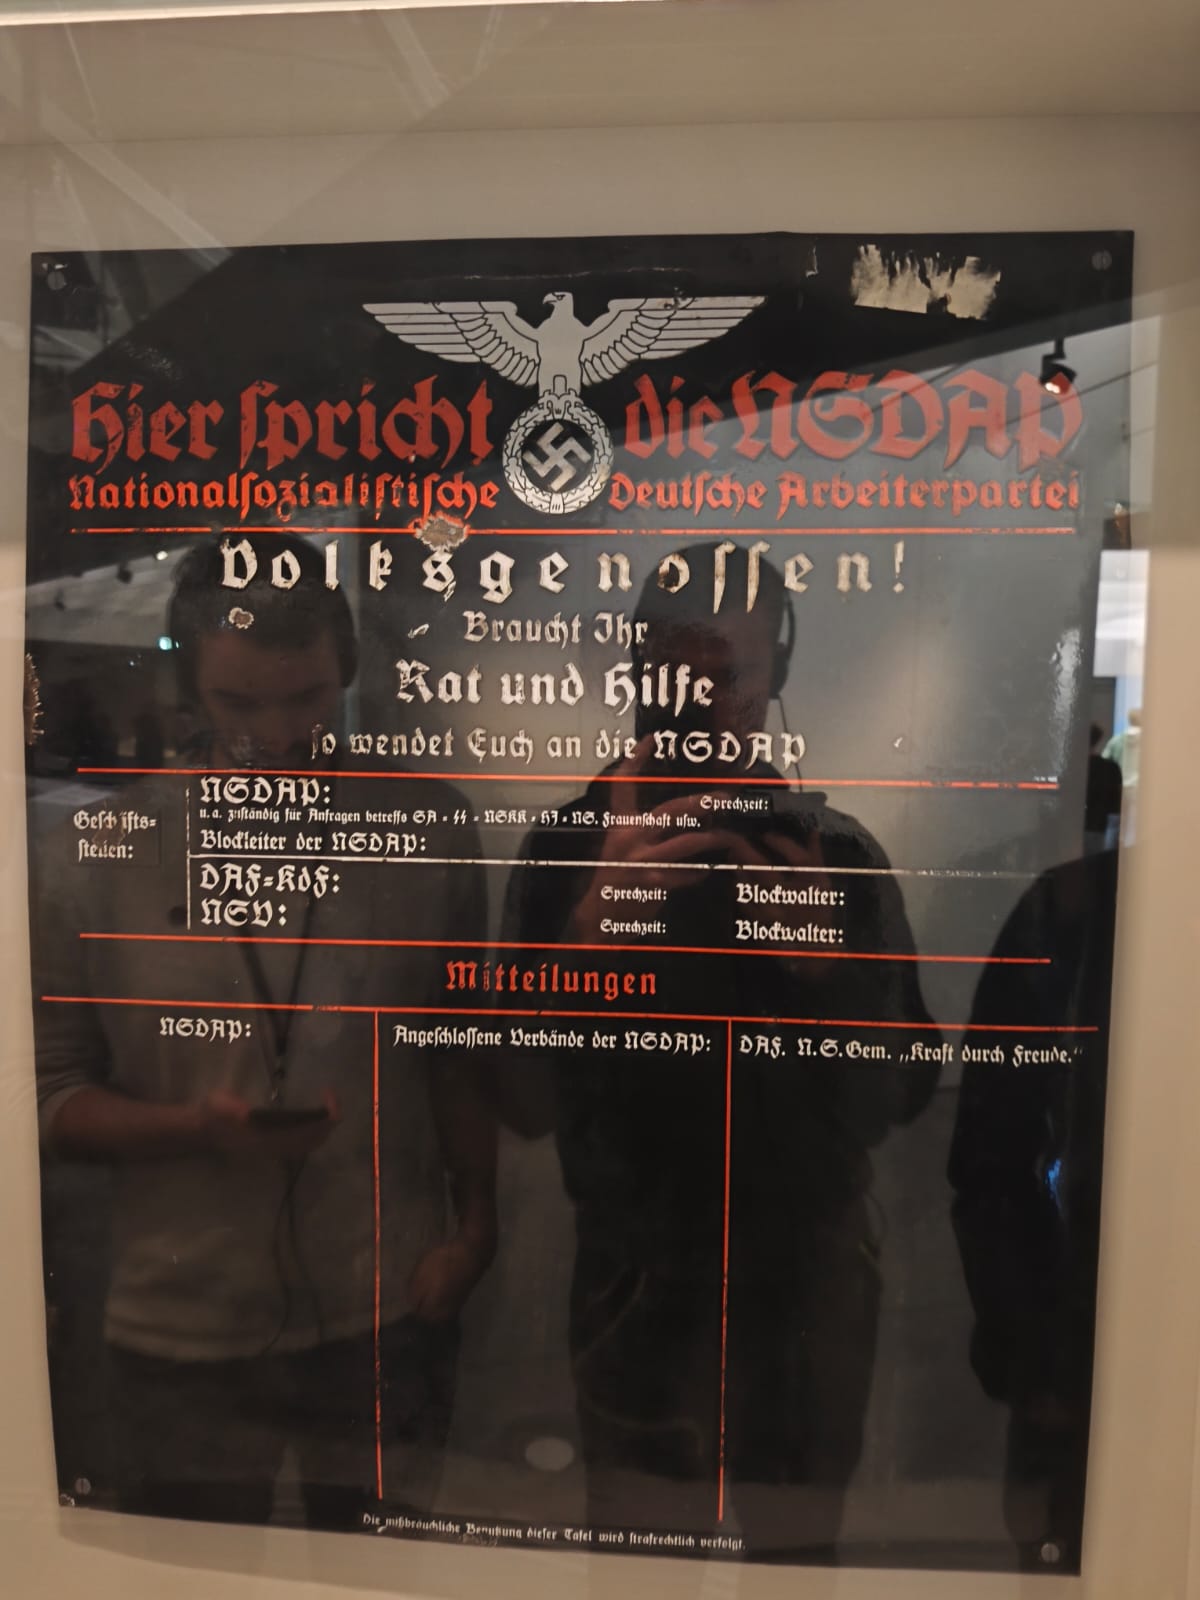 Hier spricht die NSDAP
Nationalsozialistische Deutsche Arbeiterpartei
Volksgenossen!
Braucht Ihr
Rat und Hilfe
so wendet Euch an die NSDAP
Geschäfts=
stellen:
NSDAP: Sprechzeit:
u.a. zuständig für Anfragen betreffs SA - SS - NSKK - HJ - NS. Frauenschaft usw.
Blockleiter der NSDAP:
DAF=KdF: Sprechzeit: Blockwalter:
NSV: Sprechzeit: Blockwalter:
Mitteilungen
NSDAP:
Angeschlossene Verbände der NSDAP:
DAF. N.S.Gem. „Kraft durch Freude.“
Die mißbräuchliche Benutzung dieser Tafel wird strafrechtlich verfolgt.